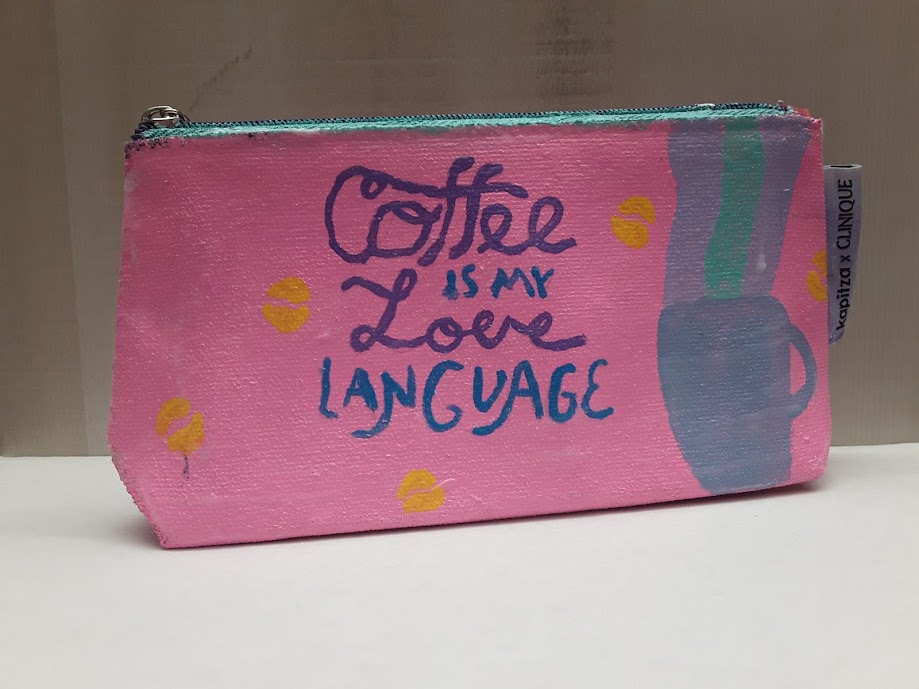 Coffee
IS MY
Love
LANGUAGE
kapitza x CLINIQUE